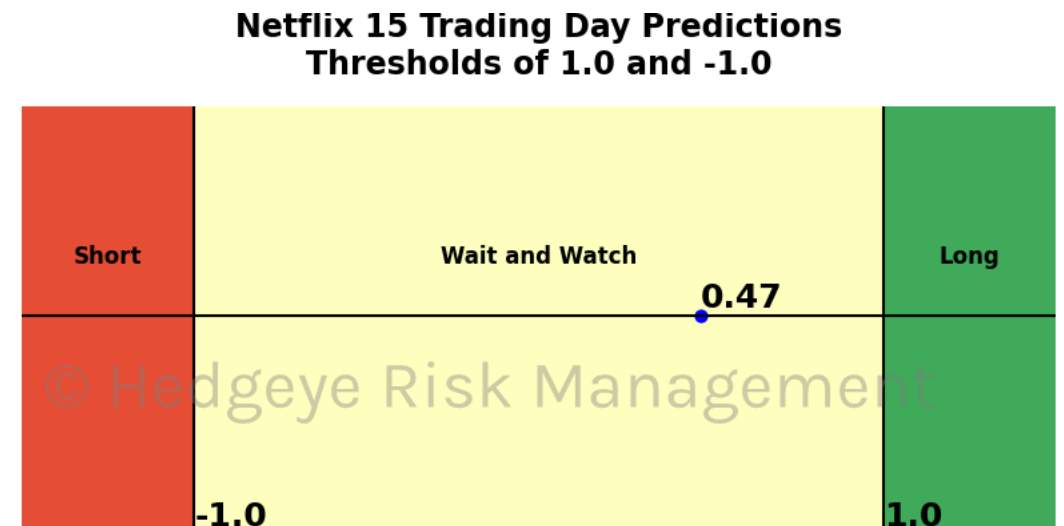 Netflix 15 Trading Day Predictions
Thresholds of 1.0 and -1.0
Short
Wait and Watch
Long
0.47
© Hedgeye Risk Management
-1.0
1.0